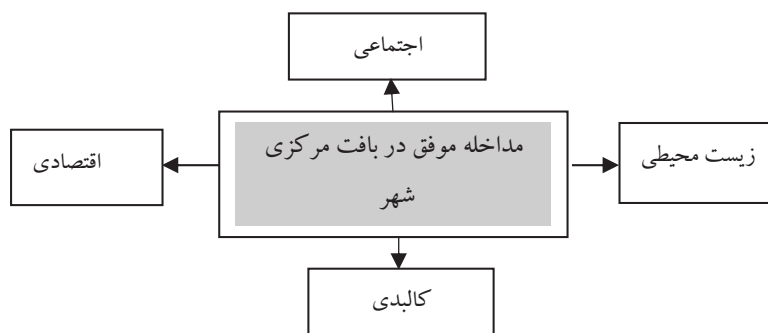 اجتماعی
زیست محیطی
مداخله موفق در بافت مرکزی
شهر
اقتصادی
کالبدی